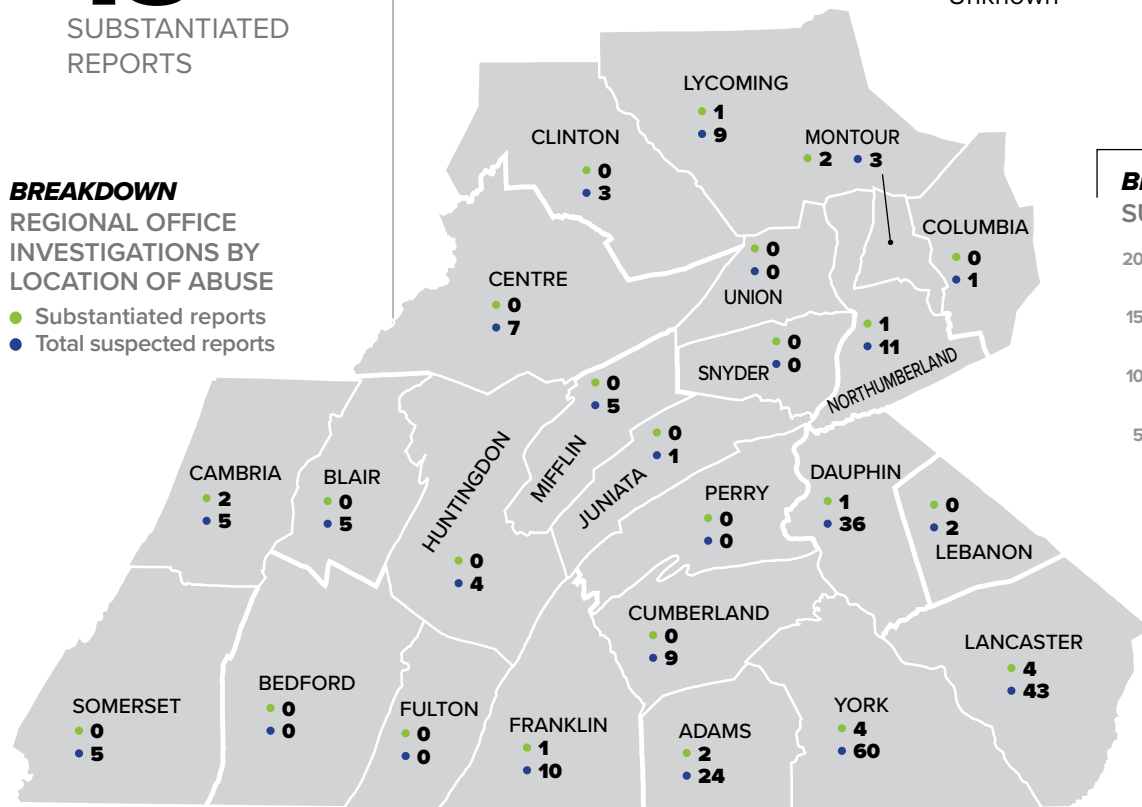 SUBSTANTIATED
REPORTS
BREAKDOWN
REGIONAL OFFICE
INVESTIGATIONS BY
LOCATION OF ABUSE
Substantiated reports
Total suspected reports
LYCOMING
1
9
CLINTON
0
3
MONTOUR
2 3
COLUMBIA
0
1
CENTRE
0
7
0
0
UNION
0
SNYDER 0
1
11
NORTHUMBERLAND
0
5
MIFFLIN
0
1
JUNIATA
CAMBRIA
2
5
BLAIR
0
5
HUNTINGDON
0
4
PERRY
0
0
DAUPHIN
1
36
0
2
LEBANON
CUMBERLAND
0
9
LANCASTER
4
43
SOMERSET
0
5
BEDFORD
0
0
FULTON
0
0
FRANKLIN
1
10
ADAMS
2
24
YORK
4
60
20
15
10
5